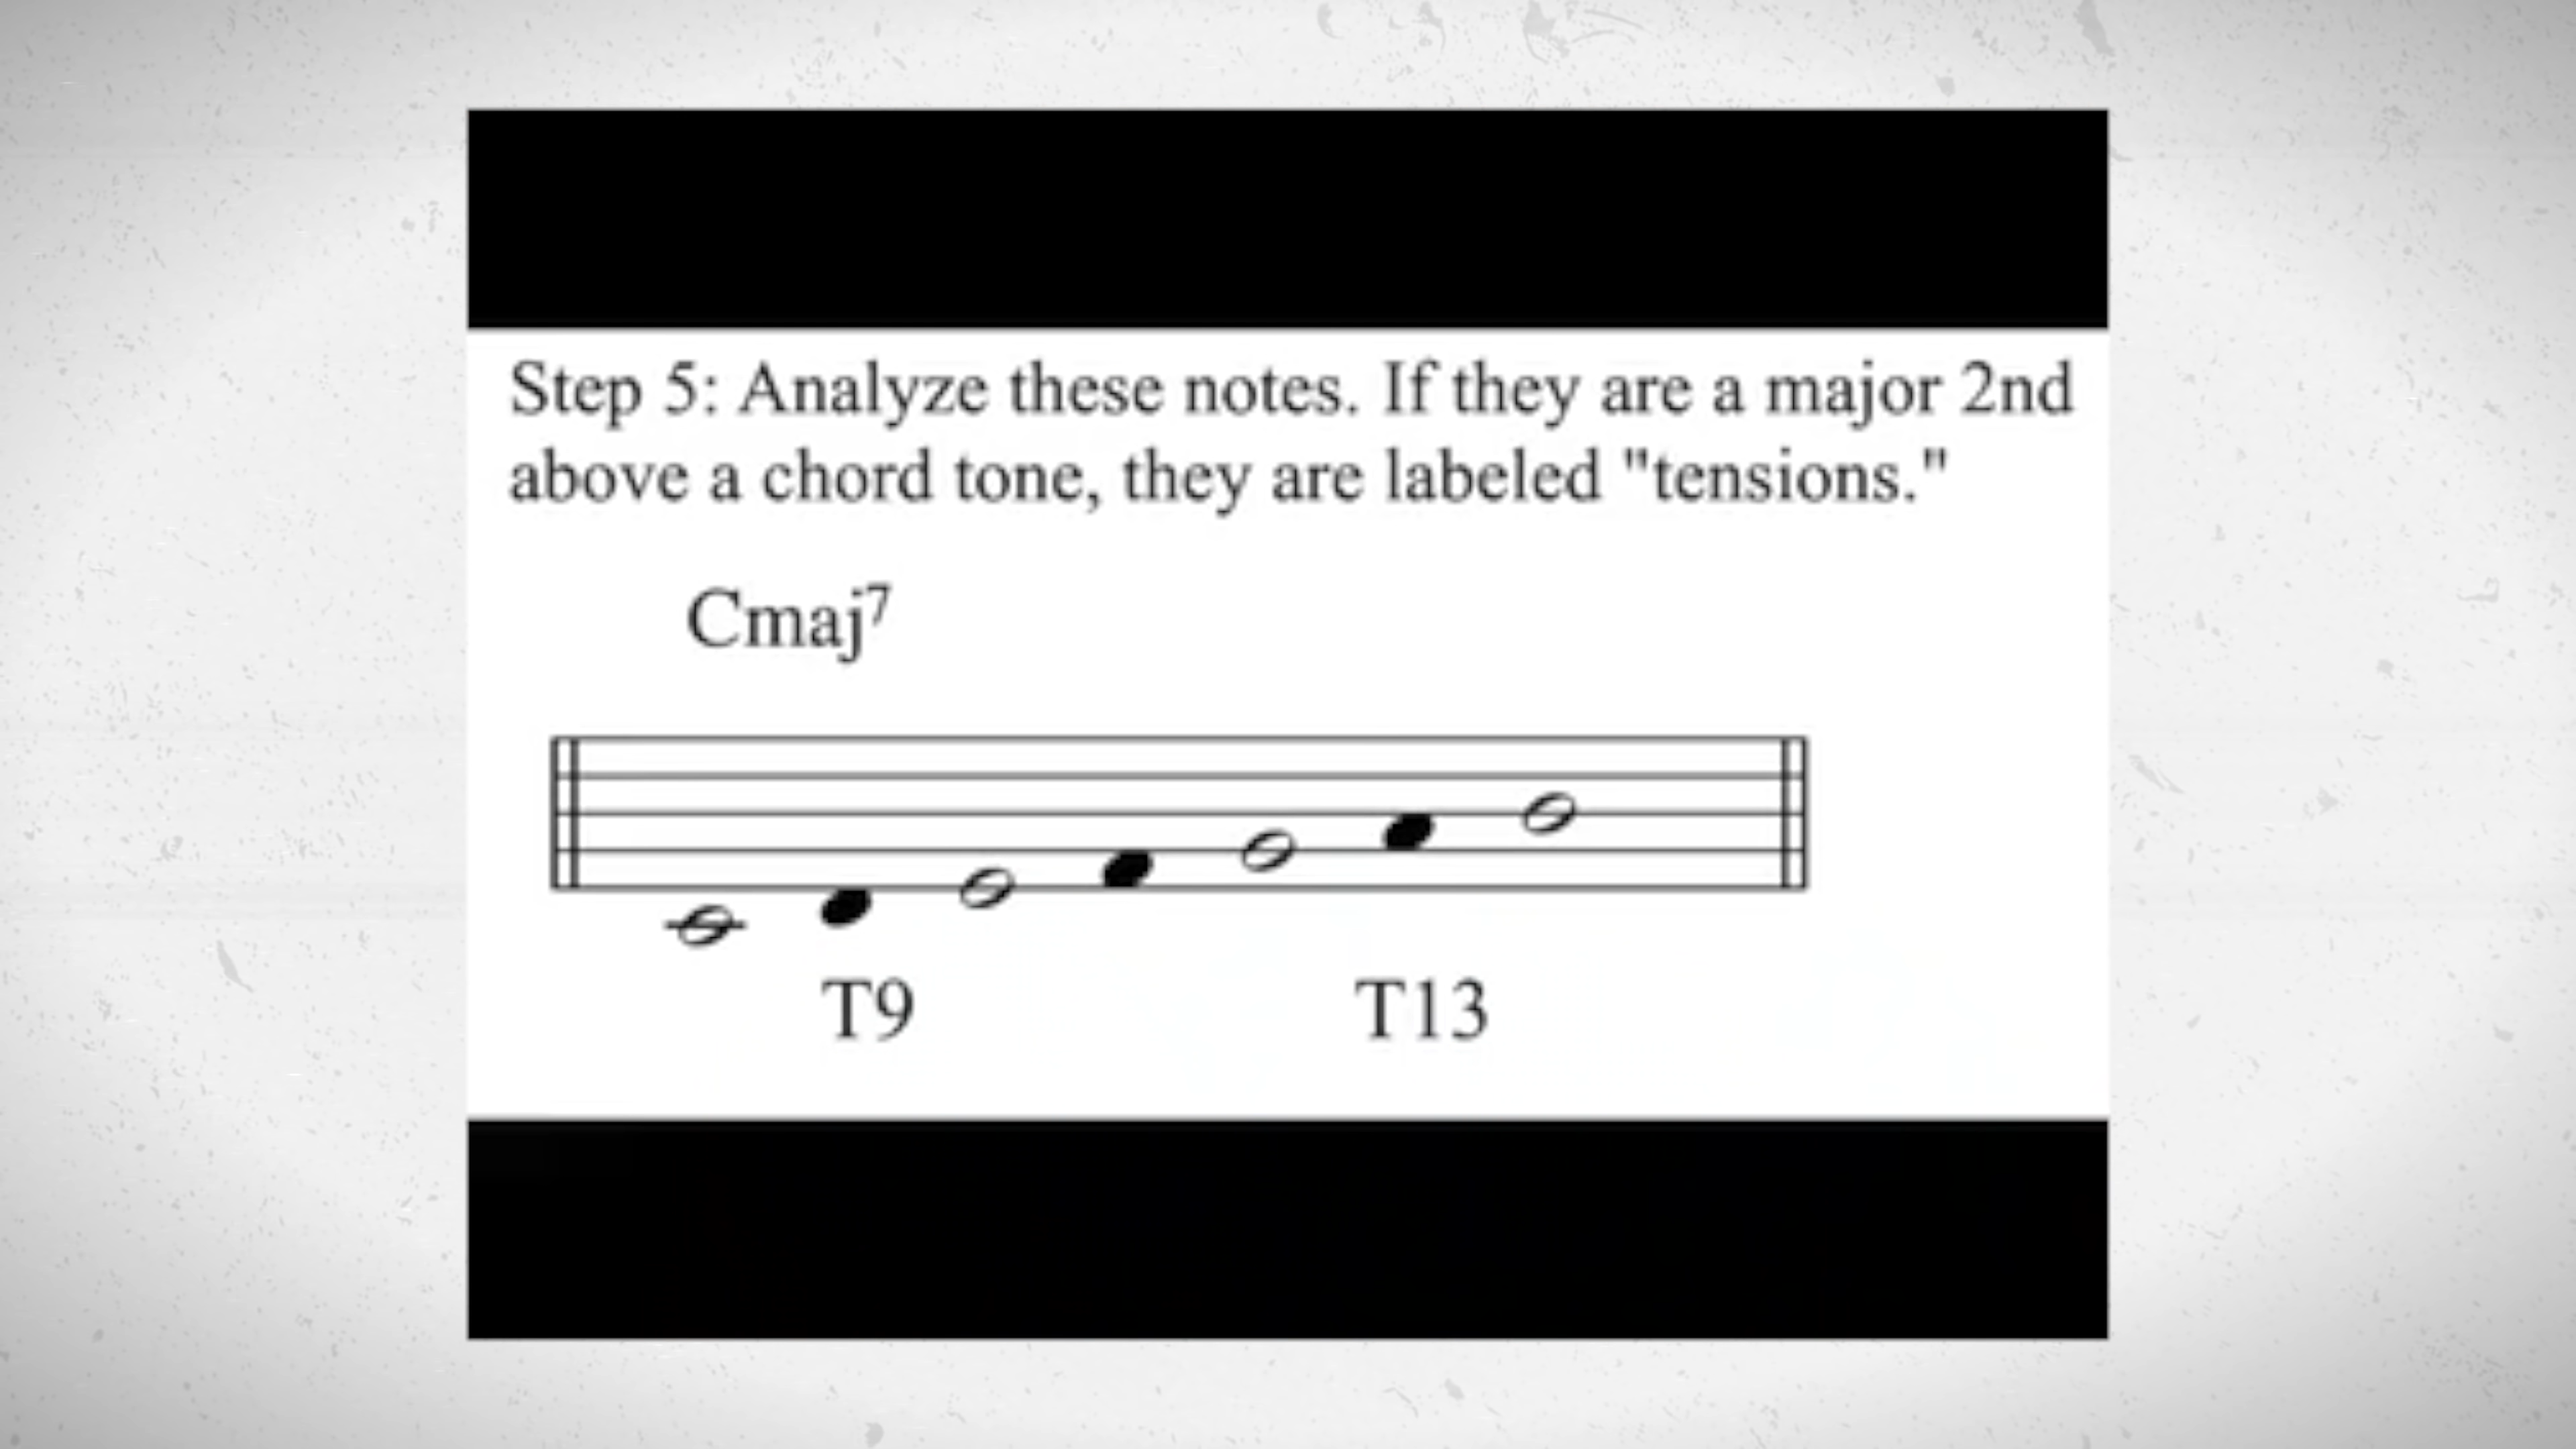 Step 5: Analyze these notes. If they are a major 2nd
above a chord tone, they are labeled "tensions."
Cmaj7
T9 T13